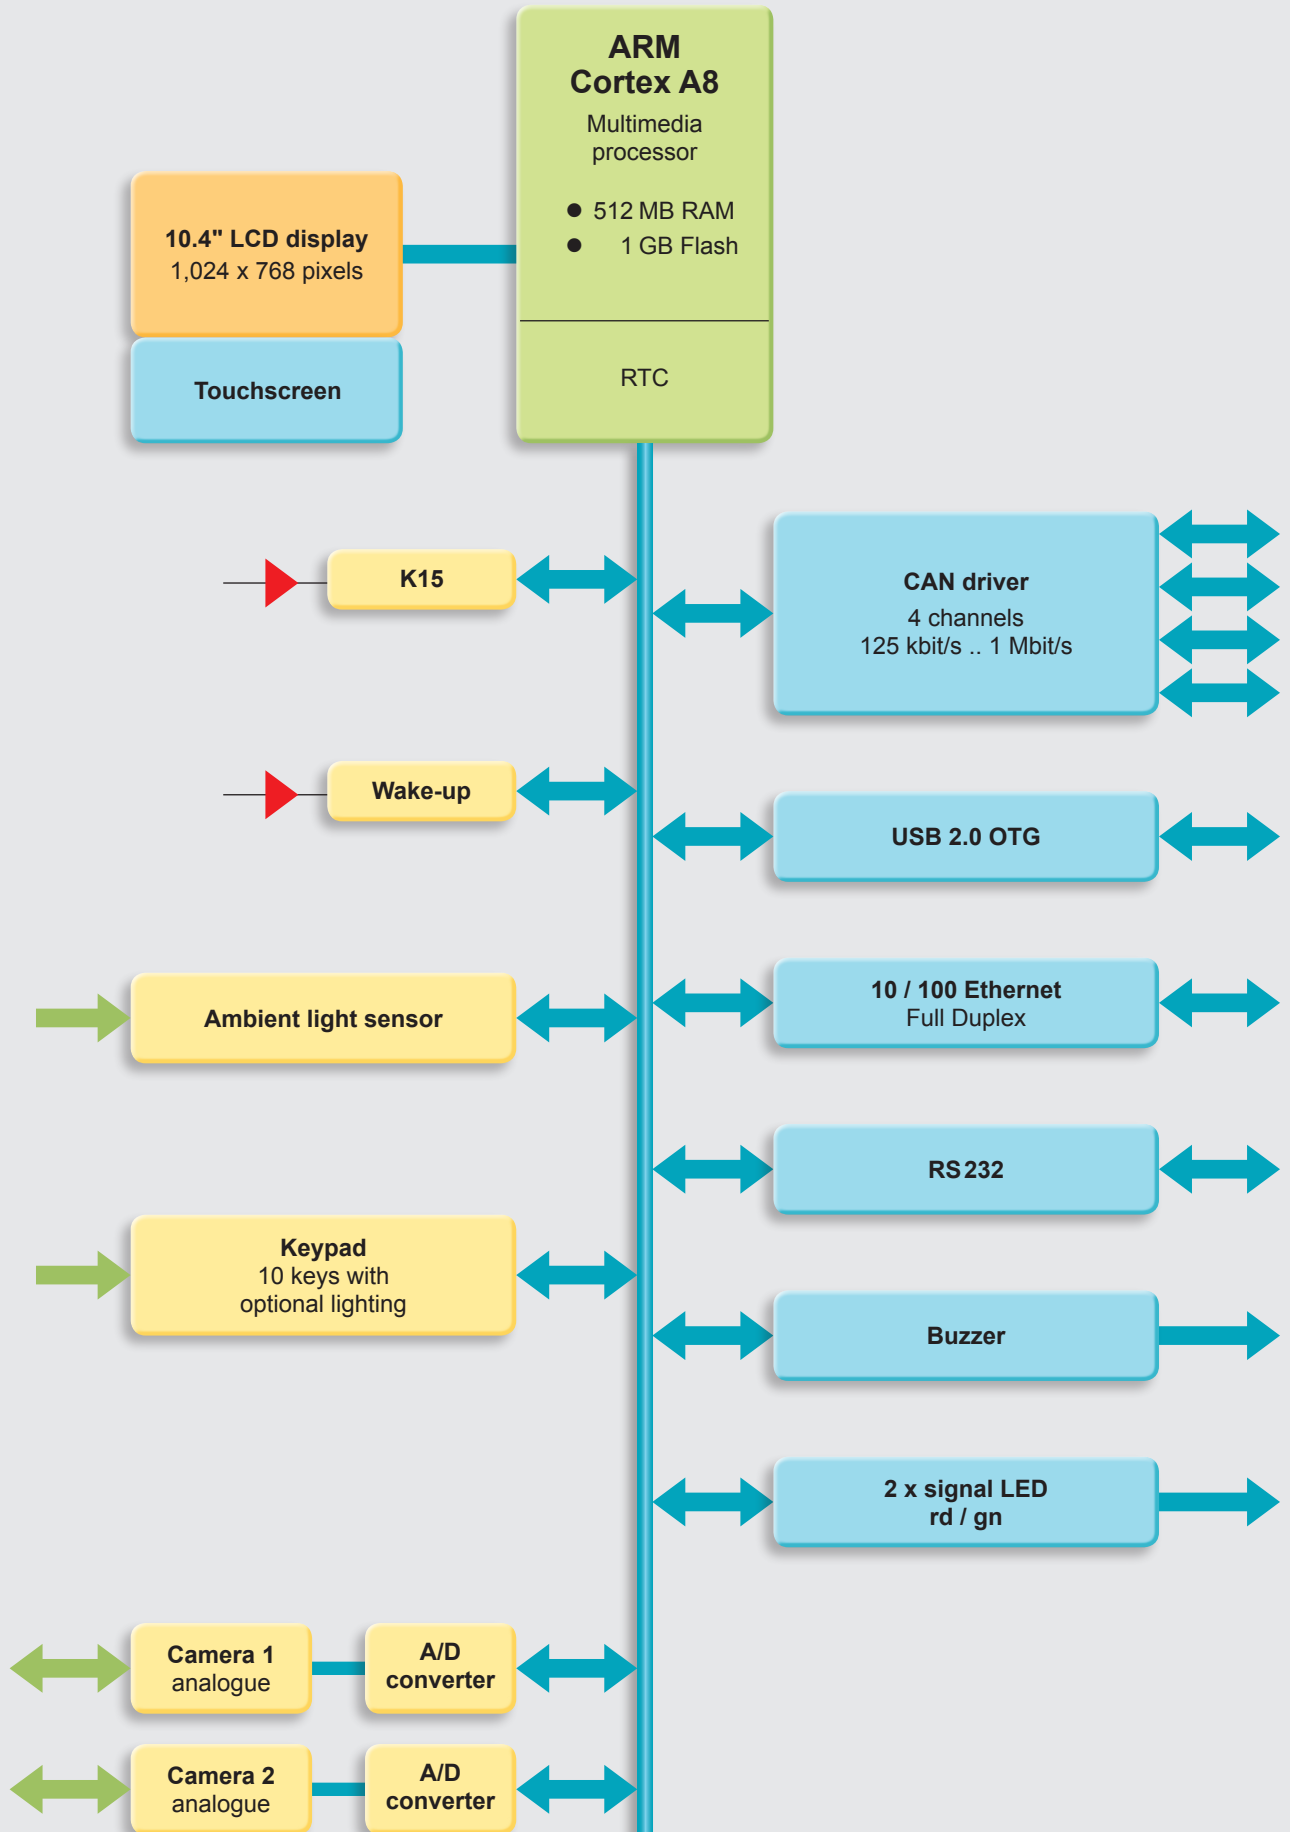 ARM
Cortex A8
Multimedia
processor
● 512 MB RAM
● 1 GB Flash
RTC
10.4" LCD display
1,024 x 768 pixels
Touchscreen
K15
CAN driver
4 channels
125 kbit/s .. 1 Mbit/s
Wake-up
USB 2.0 OTG
Ambient light sensor
10 / 100 Ethernet
Full Duplex
RS232
Keypad
10 keys with
optional lighting
Buzzer
2 x signal LED
rd / gn
Camera 1
analogue
A/D
converter
Camera 2
analogue
A/D
converter